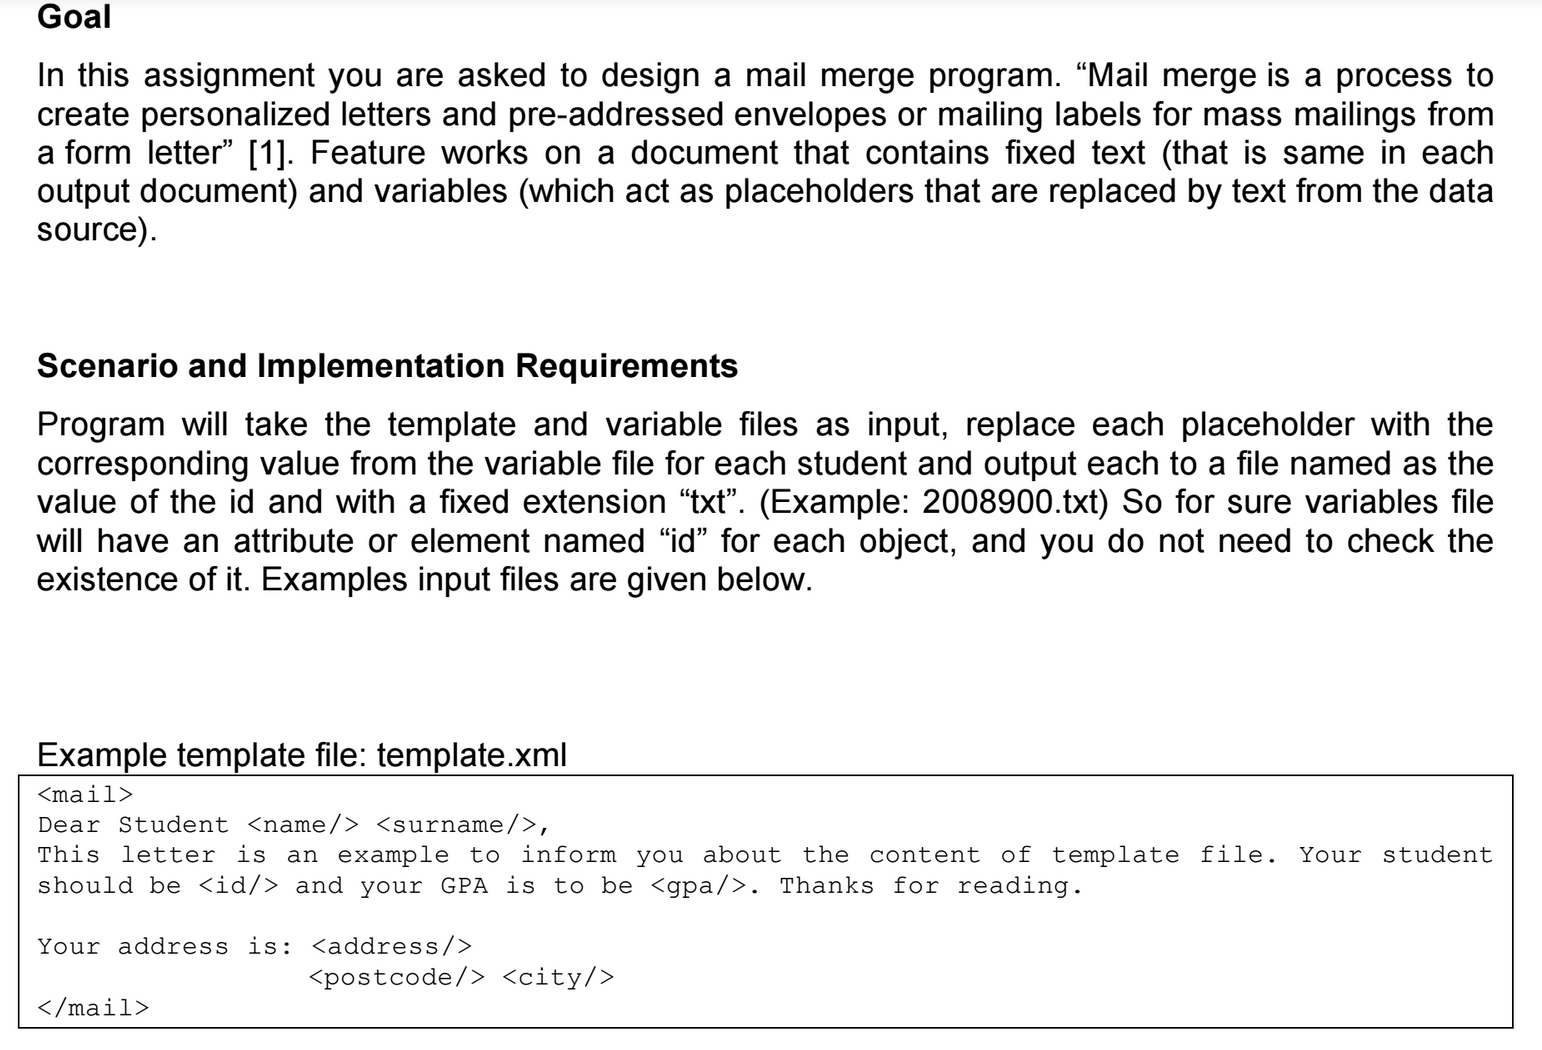 Goal
In this assignment you are asked to design a mail merge program. “Mail merge is a process to
create personalized letters and pre-addressed envelopes or mailing labels for mass mailings from
a form letter” [1]. Feature works on a document that contains fixed text (that is same in each
output document) and variables (which act as placeholders that are replaced by text from the data
source).
Scenario and Implementation Requirements
Program will take the template and variable files as input, replace each placeholder with the
corresponding value from the variable file for each student and output each to a file named as the
value of the id and with a fixed extension “txt”. (Example: 2008900.txt) So for sure variables file
will have an attribute or element named “id” for each object, and you do not need to check the
existence of it. Examples input files are given below.
Example template file: template.xml
<mail>
Dear Student <name/> <surname/>,
This letter is an example to inform you about the content of template file. Your student
should be <id/> and your GPA is to be <gpa/>. Thanks for reading.
Your address is: <address/>
<postcode/> <city/>
</mail>